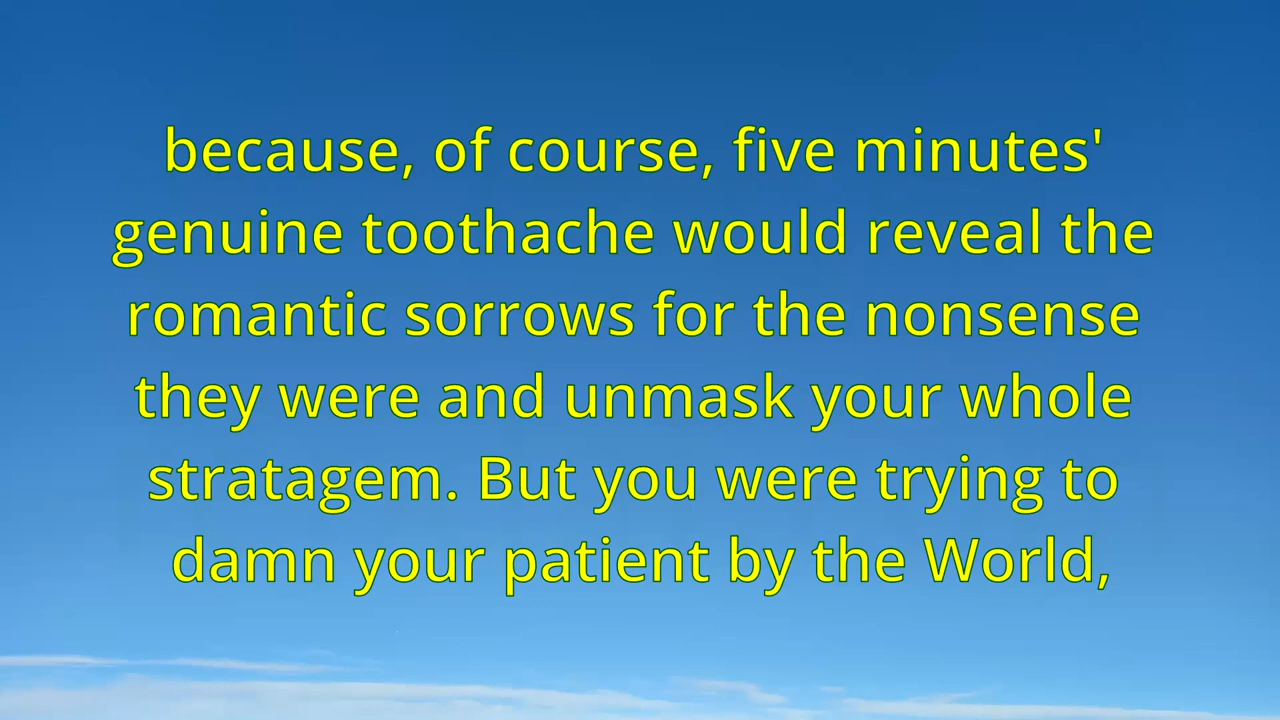 because, of course, five minutes'
genuine toothache would reveal the
romantic sorrows for the nonsense
they were and unmask your whole
stratagem. But you were trying to
damn your patient by the World,